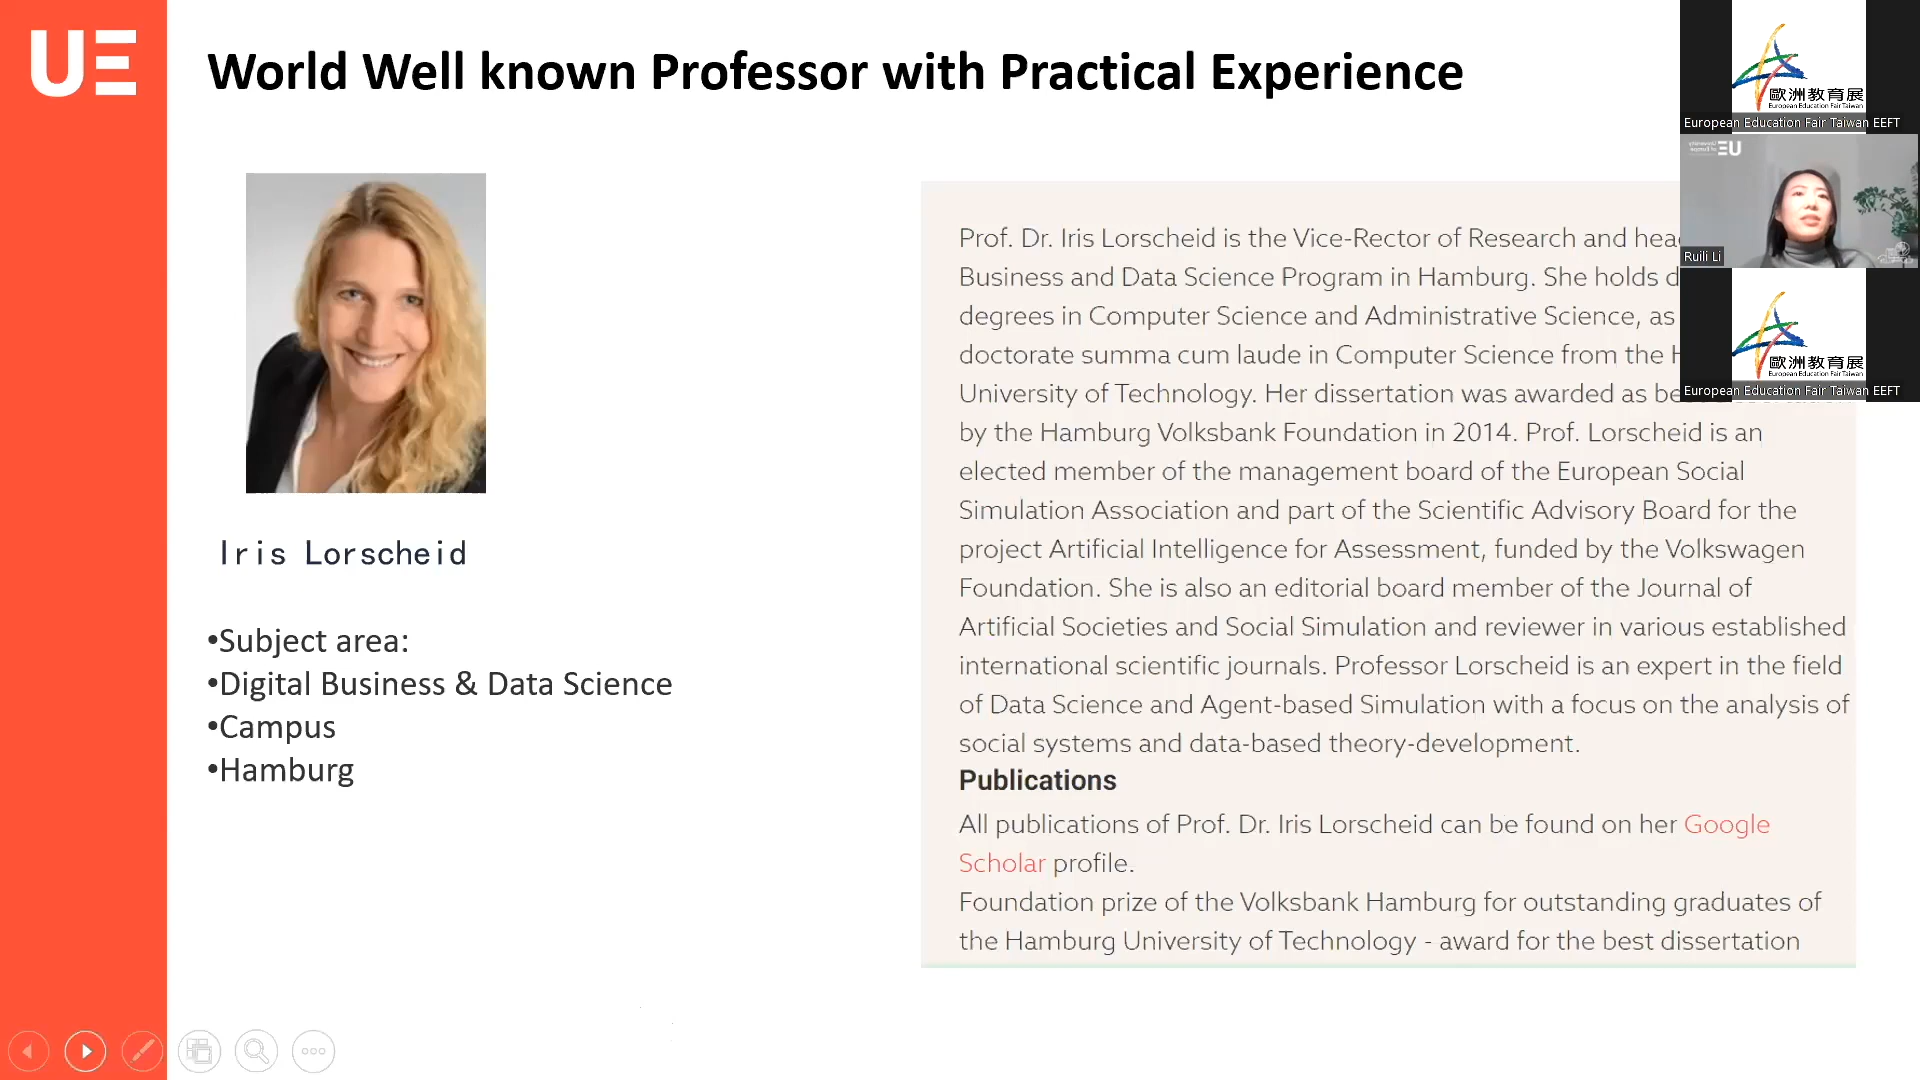 UE
World Well known Professor with Practical Experience
Iris Lorscheid
•Subject area:
•Digital Business & Data Science
•Campus
•Hamburg
Prof. Dr. Iris Lorscheid is the Vice-Rector of Research and
Business and Data Science Program in Hamburg. She holds
degrees in Computer Science and Administrative Science, as
doctorate summa cum laude in Computer Science from the
University of Technology. Her dissertation was awarded as
by the Hamburg Volksbank Foundation in 2014. Prof. Lorscheid is an
elected member of the management board of the European Social
Simulation Association and part of the Scientific Advisory Board for the
project Artificial Intelligence for Assessment, funded by the Volkswagen
Foundation. She is also an editorial board member of the Journal of
Artificial Societies and Social Simulation and reviewer in various established
international scientific journals. Professor Lorscheid is an expert in the field
of Data Science and Agent-based Simulation with a focus on the analysis of
social systems and data-based theory-development.
Publications
All publications of Prof. Dr. Iris Lorscheid can be found on her Google
Scholar profile.
Foundation prize of the Volksbank Hamburg for outstanding graduates of
the Hamburg University of Technology - award for the best dissertation
歐洲教育展
European Education Fair Taiwan
European Education Fair Taiwan EEFT
UE
Ruili Li
歐洲教育展
European Education Fair Taiwan
European Education Fair Taiwan EEFT